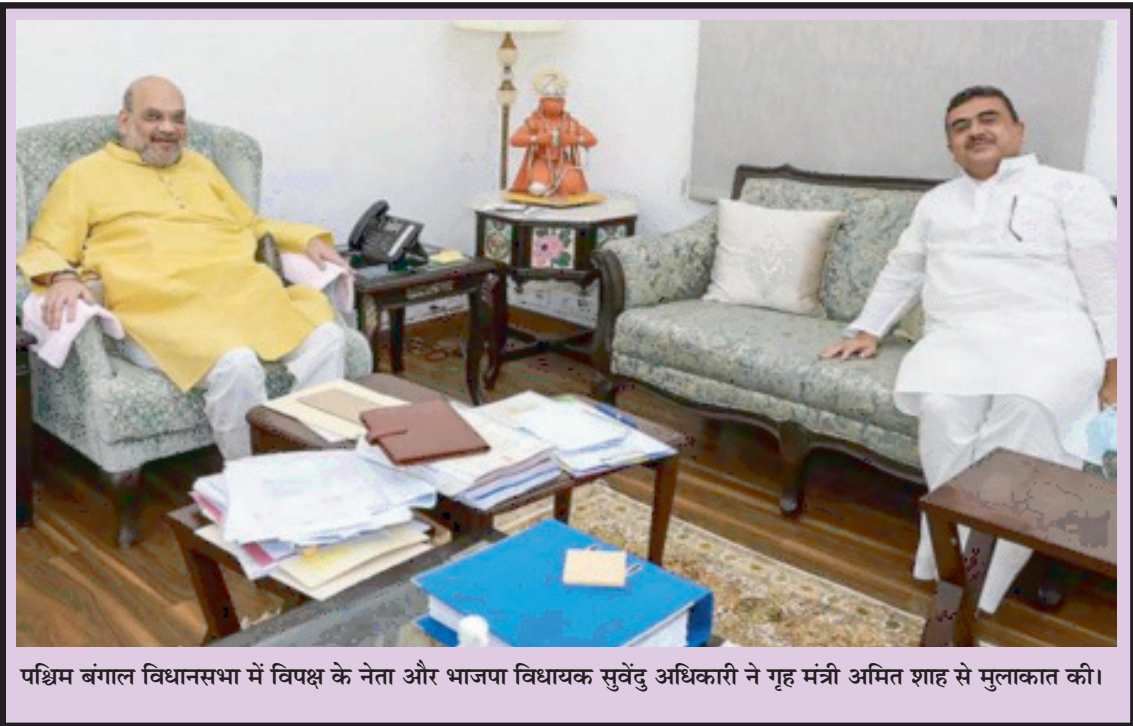 पश्चिम बंगाल विधानसभा में विपक्ष के नेता और भाजपा विधायक सुवेंदु अधिकारी ने गृह मंत्री अमित शाह से मुलाकात की।